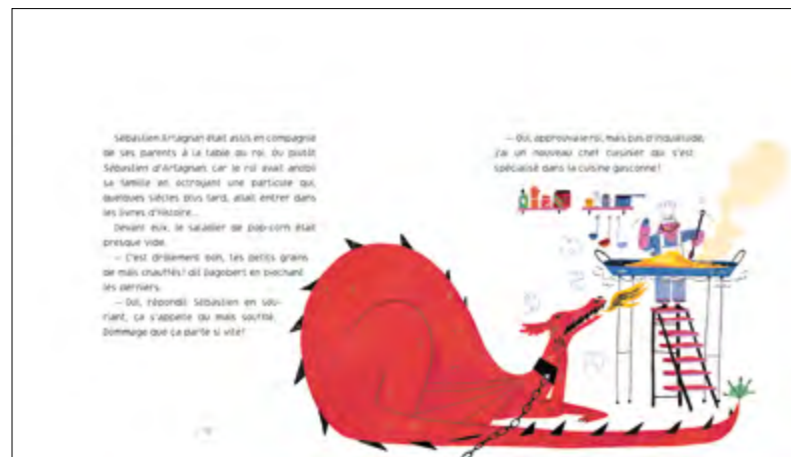 Sébastien Artagnan était assis en compagnie
de ses parents à la table du roi. Ou plutôt
Sébastien d'Artagnan, car le roi avait anobli
sa famille en octroyant une particule qui,
quelques siècles plus tard, allait entrer dans
les livres d'histoire...
Devant eux, le saladier de pop-corn était
presque vide.
— C'est drôlement bon, tes petits grains
de maïs chauffés! dit Dagobert en piochant
les derniers.
— Oui, répondit Sébastien en sou-
riant, ça s'appelle du maïs soufflé.
Dommage que ça parte si vite!
— Oui, approuva le roi, mais pas d'inquiétude,
j'ai un nouveau chef cuisinier qui s'est
spécialisé dans la cuisine gasconne!